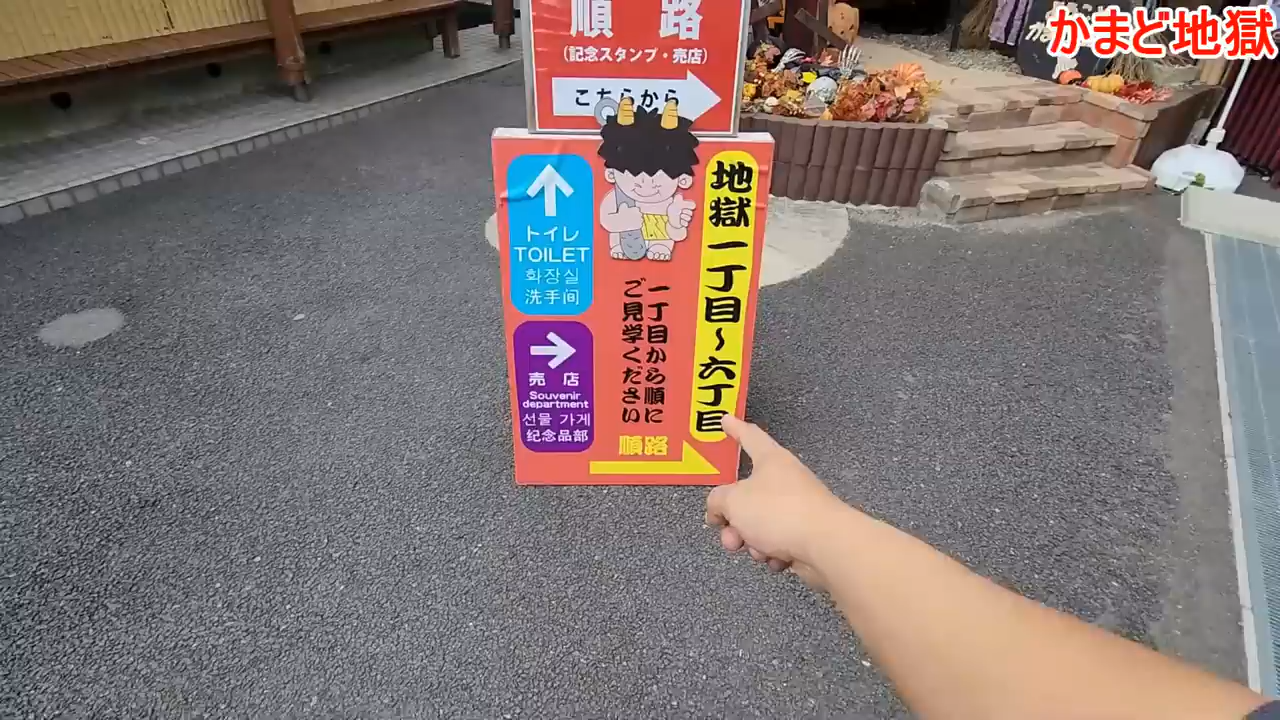 かまど地獄
順路
(記念スタンプ・売店)
こちらから
トイレ
TOILET
화장실
洗手间
売店
Souvenir
department
선물 가게
纪念品部
地獄一丁目～六丁目
一丁目から順に
ご見学ください
順路